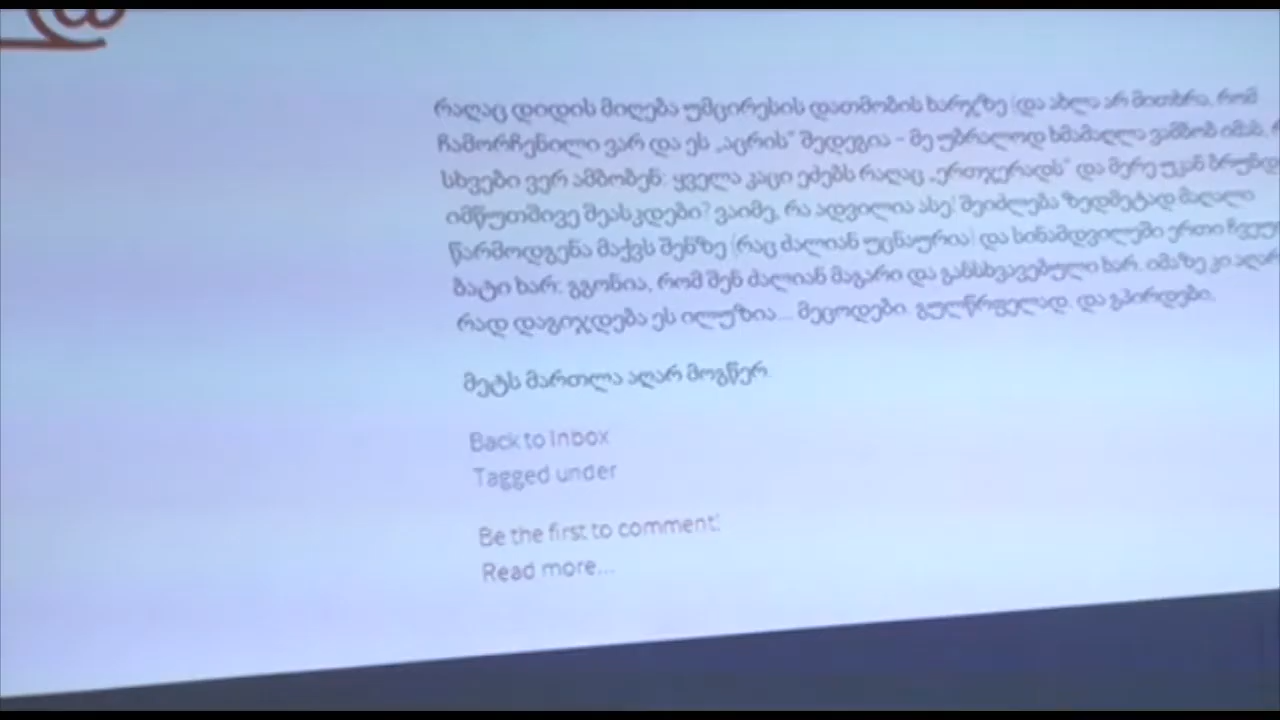 რაღაც დიდის მიღება უმცირესის დათმობის ხარჯზე (და ახლა არ მითხრა, რომ
ჩამორჩენილი ვარ და ეს „აცრის“ შედეგია - მე უბრალოდ ხმამაღლა ვამბობ იმას,
სხვები ვერ ამბობენ: ყველა კაცი ეძებს რაღაც „ერთჯერადს“ და მერე უკან
იმწუთშივე შეასკდები? ვაიმე, რა ადვილია ასე! შეიძლება ზედმეტად მაღალი
წარმოდგენა მაქვს შენზე (რაც ძალიან უცნაურია) და სინამდვილეში ერთი
ბატი ხარ. გგონია, რომ შენ ძალიან მაგარი და განსხვავებული ხარ. იმაზე კი აღარ
რად დაგიჯდება ეს ილუზია... მეცოდები. გულწრფელად. და გპირდები,
მეტს მართლა აღარ მოგწერ.
Back to Inbox
Tagged under
Be the first to comment!
Read more...